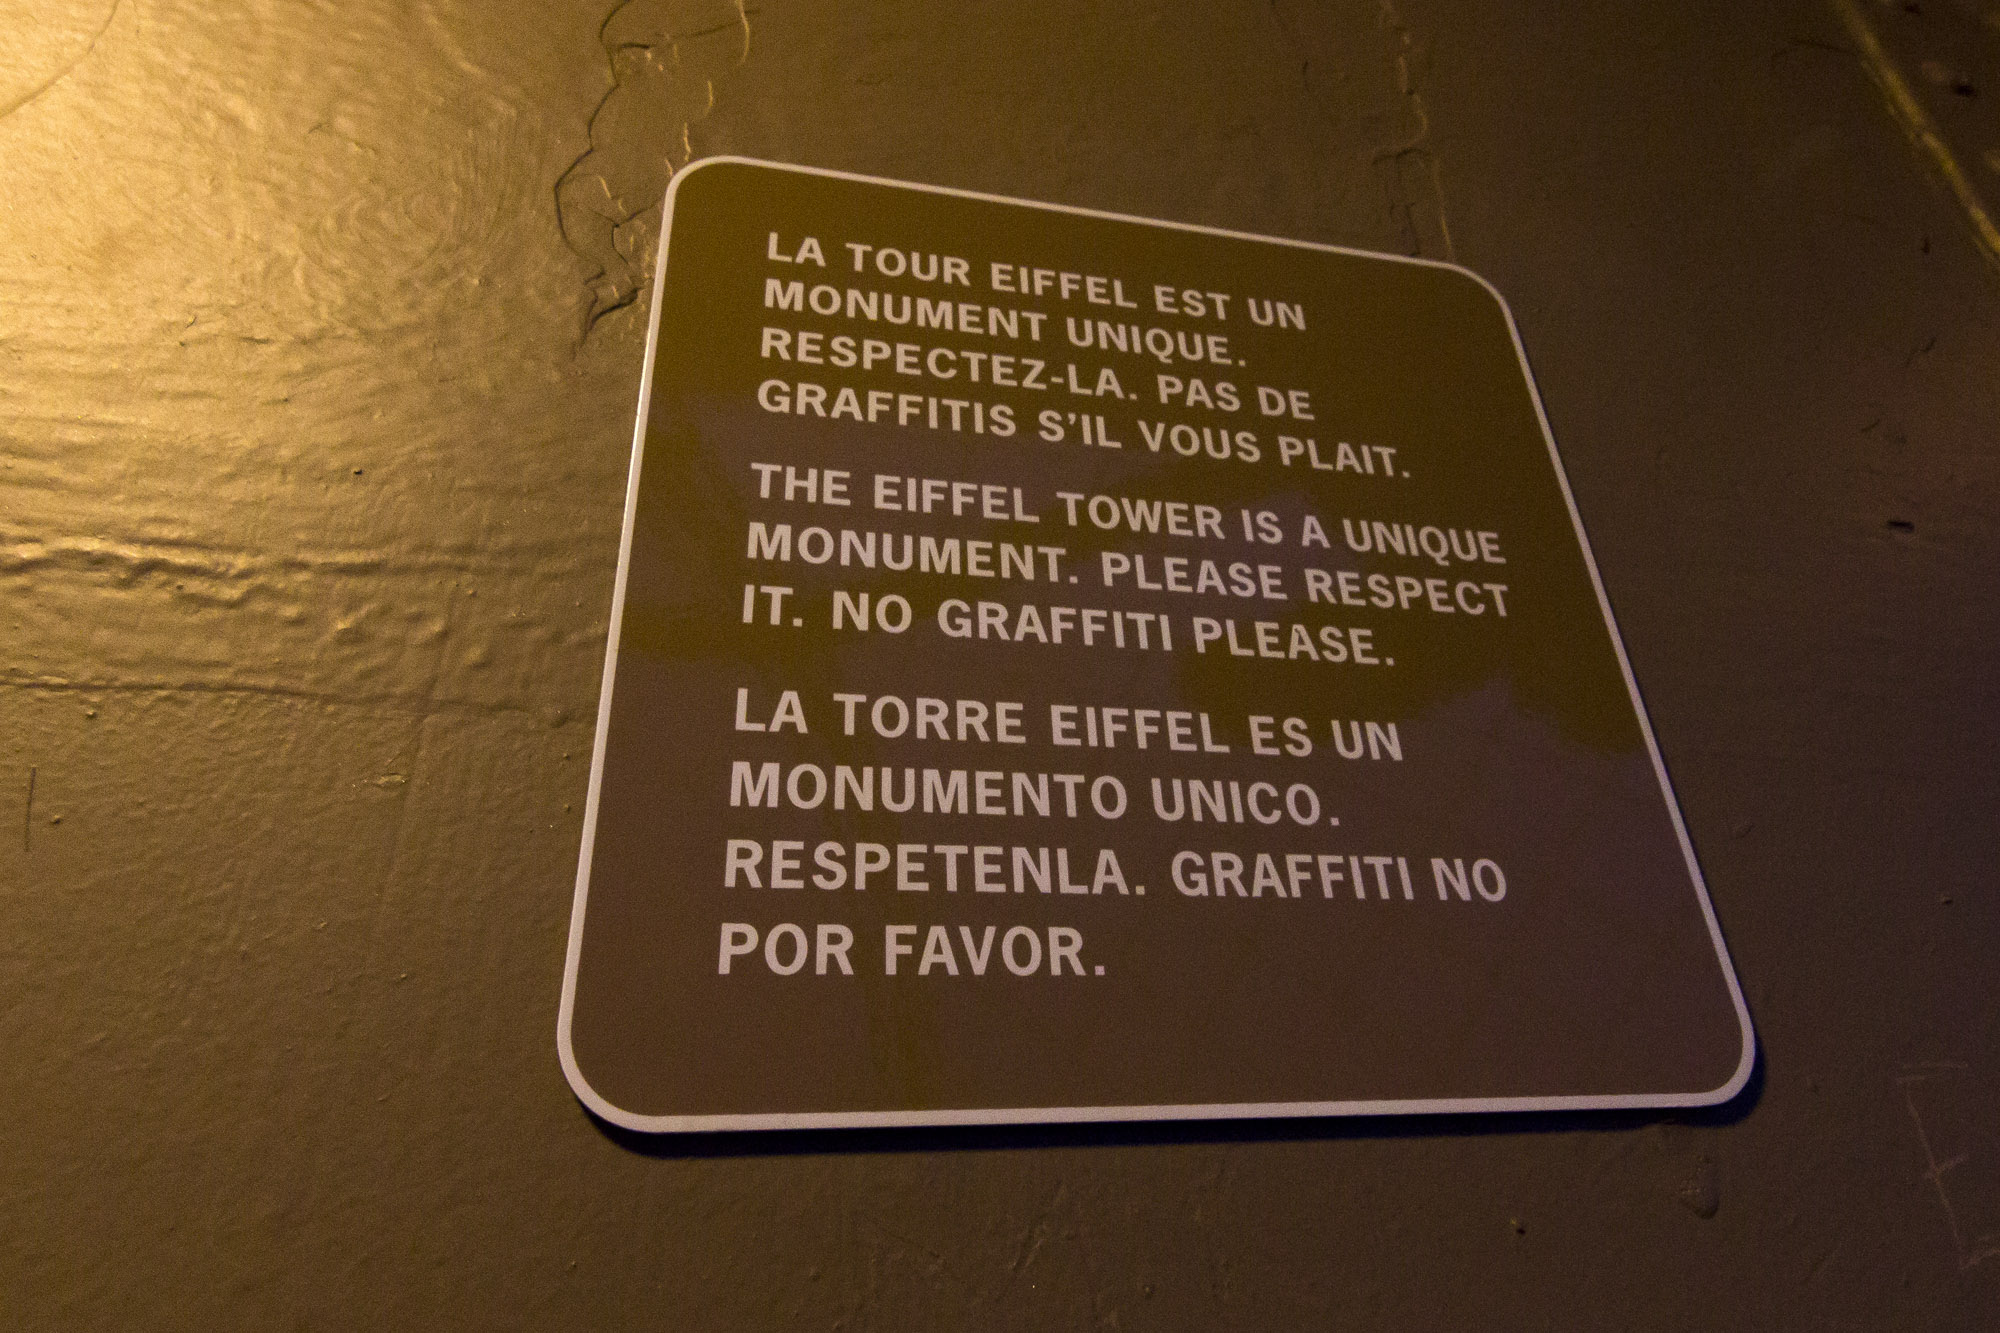 LA TOUR EIFFEL EST UN
MONUMENT UNIQUE.
RESPECTEZ-LA. PAS DE
GRAFFITIS S'IL VOUS PLAIT.
THE EIFFEL TOWER IS A UNIQUE
MONUMENT. PLEASE RESPECT
IT. NO GRAFFITI PLEASE.
LA TORRE EIFFEL ES UN
MONUMENTO UNICO.
RESPETENLA. GRAFFITI NO
POR FAVOR.